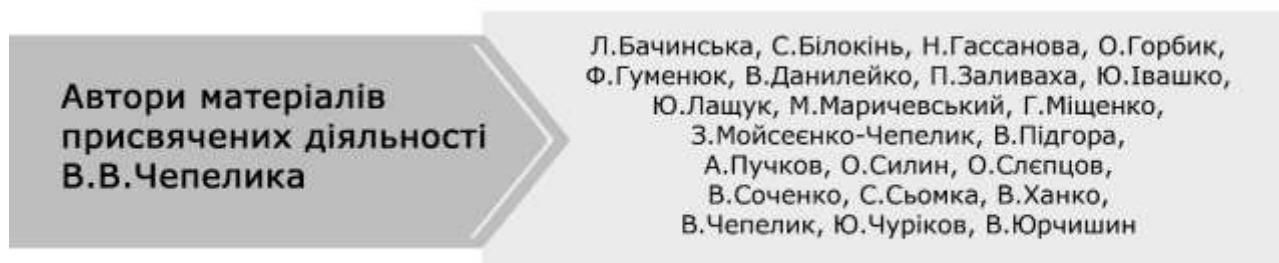 Автори матеріалів
присвячених діяльності
В.В.Чепелика
Л.Бачинська, С.Білокінь, Н.Гассанова, О.Горбик,
Ф.Гуменюк, В.Данилейко, П.Заливаха, Ю.Івашко,
Ю.Лащук, М.Маричевський, Г.Міщенко,
З.Мойсеєнко-Чепелик, В.Підгора,
А.Пучков, О.Силин, О.Слєпцов,
В.Соченко, С.Сьомка, В.Ханко,
В.Чепелик, Ю.Чуріков, В.Юрчишин